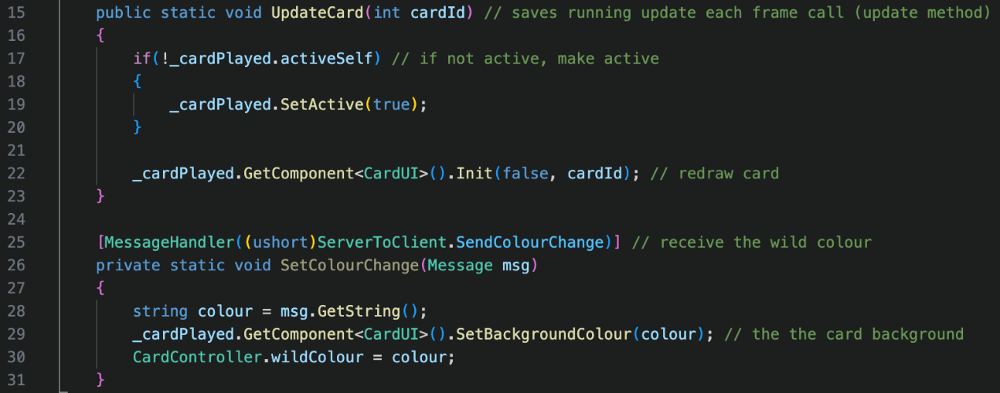 15 public static void UpdateCard(int cardId) // saves running update each frame call (update method)
16 {
17 if(!_cardPlayed.activeSelf) // if not active, make active
18 {
19 _cardPlayed.SetActive(true);
20 }
21
22 _cardPlayed.GetComponent<CardUI>().Init(false, cardId); // redraw card
23 }
24
25 [MessageHandler((ushort)ServerToClient.SendColourChange)] // receive the wild colour
26 private static void SetColourChange(Message msg)
27 {
28 string colour = msg.GetString();
29 _cardPlayed.GetComponent<CardUI>().SetBackgroundColour(colour); // the the card background
30 CardController.wildColour = colour;
31 }